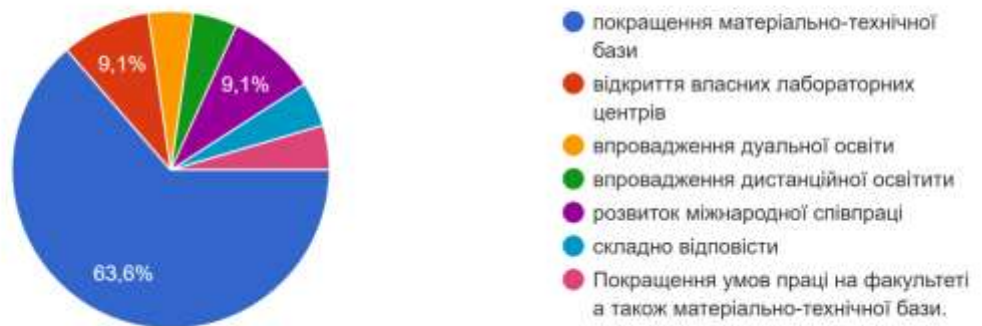 9,1%
9,1%
63,6%
покращення матеріально-технічної
бази
відкриття власних лабораторних
центрів
впровадження дуальної освіти
впровадження дистанційної освітити
розвиток міжнародної співпраці
складно відповісти
Покращення умов праці на факультеті
а також матеріально-технічної бази.